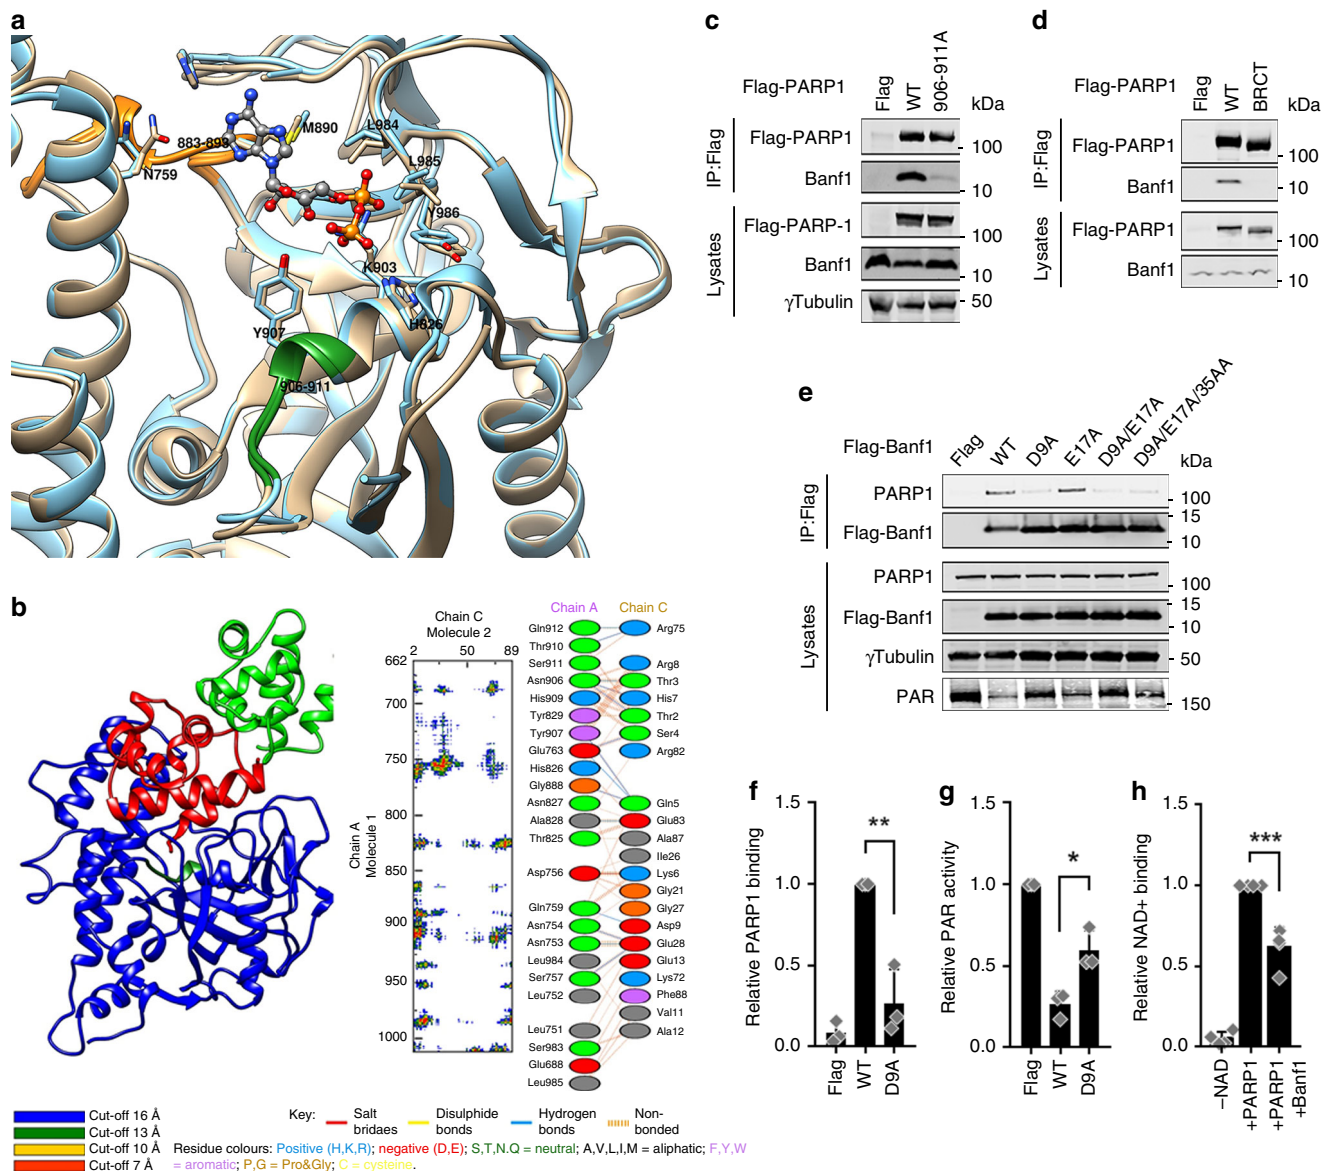 a
883-893
M890
L984
N759
L985
Y986
K903
Y907
H826
906-911
b
Chain C
Molecule 2
2 50 89
662
700
750
800
850
900
950
1000
Chain A
Molecule 1
Chain A Chain C
Gln912 Arg75
Thr910
Ser911 Arg8
Asn906 Thr3
His909 His7
Tyr829 Thr2
Tyr907 Ser4
Glu763 Arg82
His826
Gly888
Asn827 Gln5
Ala828 Glu83
Thr825 Ala87
Ile26
Asp756 Lys6
Gly21
Gln759 Gly27
Asn754 Asp9
Asn753 Glu28
Leu984 Glu13
Ser757 Lys72
Leu752 Phe88
Val11
Leu751 Ala12
Ser983
Glu688
Leu985
Cut-off 16 Å
Cut-off 13 Å
Cut-off 10 Å
Cut-off 7 Å
Key: Salt bridaes Disulphide bonds Hydrogen bonds Non-bonded
Residue colours: Positive (H,K,R); negative (D,E); S,T,N.Q = neutral; A,V,L,I,M = aliphatic; F,Y,W
= aromatic; P,G = Pro&Gly; C = cysteine.
c
Flag-PARP1 Flag WT 906-911A kDa
IP:Flag
Flag-PARP1 100
Banf1 10
Lysates
Flag-PARP-1 100
Banf1 10
γTubulin 50
d
Flag-PARP1 Flag WT BRCT kDa
IP:Flag
Flag-PARP1 100
Banf1 10
Lysates
Flag-PARP1 100
Banf1 10
e
Flag-Banf1 Flag WT D9A E17A D9A/E17A D9A/E17A/35AA kDa
IP:Flag
PARP1 100
Flag-Banf1 15
10
Lysates
PARP1 100
Flag-Banf1 15
10
γTubulin 50
PAR 150
f
Relative PARP1 binding
1.5
1.0
0.5
0.0
**
Flag WT D9A
g
Relative PAR activity
1.5
1.0
0.5
0.0
*
Flag WT D9A
h
Relative NAD+ binding
1.5
1.0
0.5
0.0
***
–NAD +PARP1 +PARP1 +Banf1